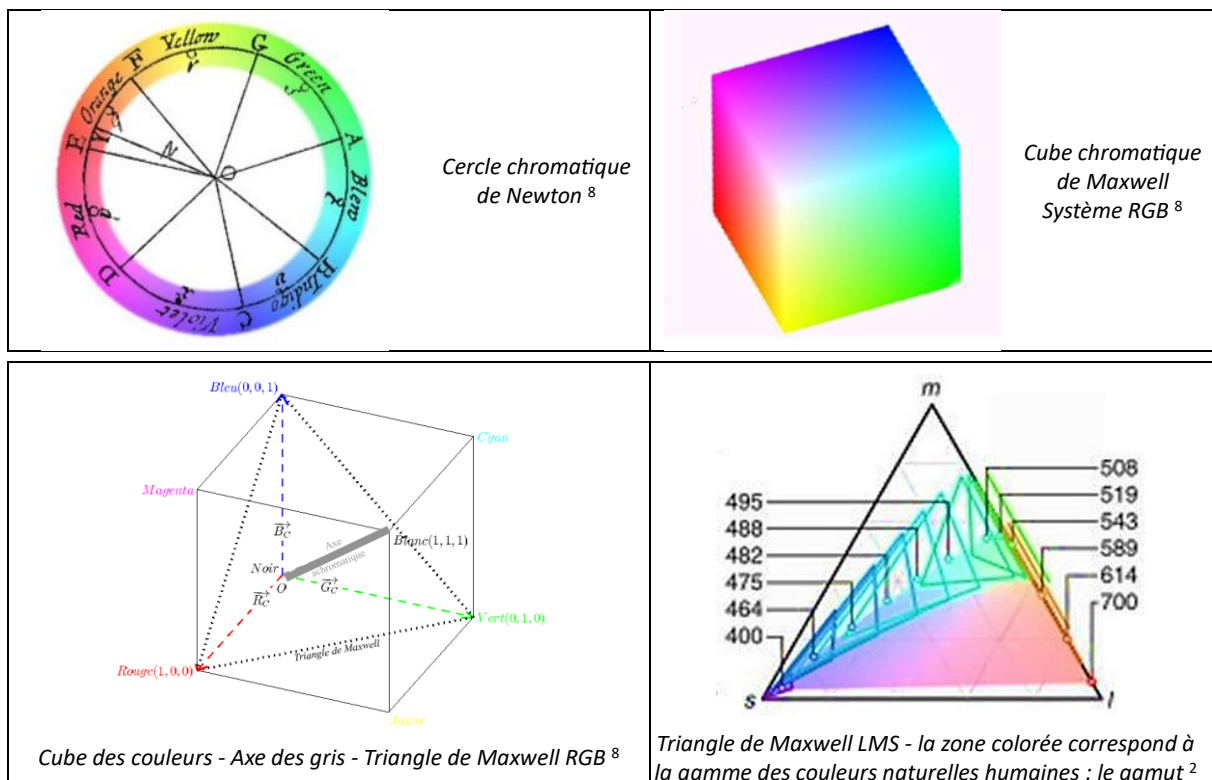 Yellow
G
F
Green
Orange
A
E
N
O
Blew
Red
D
Indigo
C
Violet
Cercle chromatique
de Newton 8
Cube chromatique
de Maxwell
Système RGB 8
Bleu(0,0,1)
Cyan
Magenta
B_C
Axe
achromatique
Blanc(1,1,1)
Noir
O
R_C
G_C
Vert(0,1,0)
Triangle de Maxwell
Rouge(1,0,0)
Jaune
Cube des couleurs - Axe des gris - Triangle de Maxwell RGB 8
m
508
495
519
488
543
482
589
475
614
464
700
400
s
l
Triangle de Maxwell LMS - la zone colorée correspond à
la gamme des couleurs naturelles humaines : le gamut 2